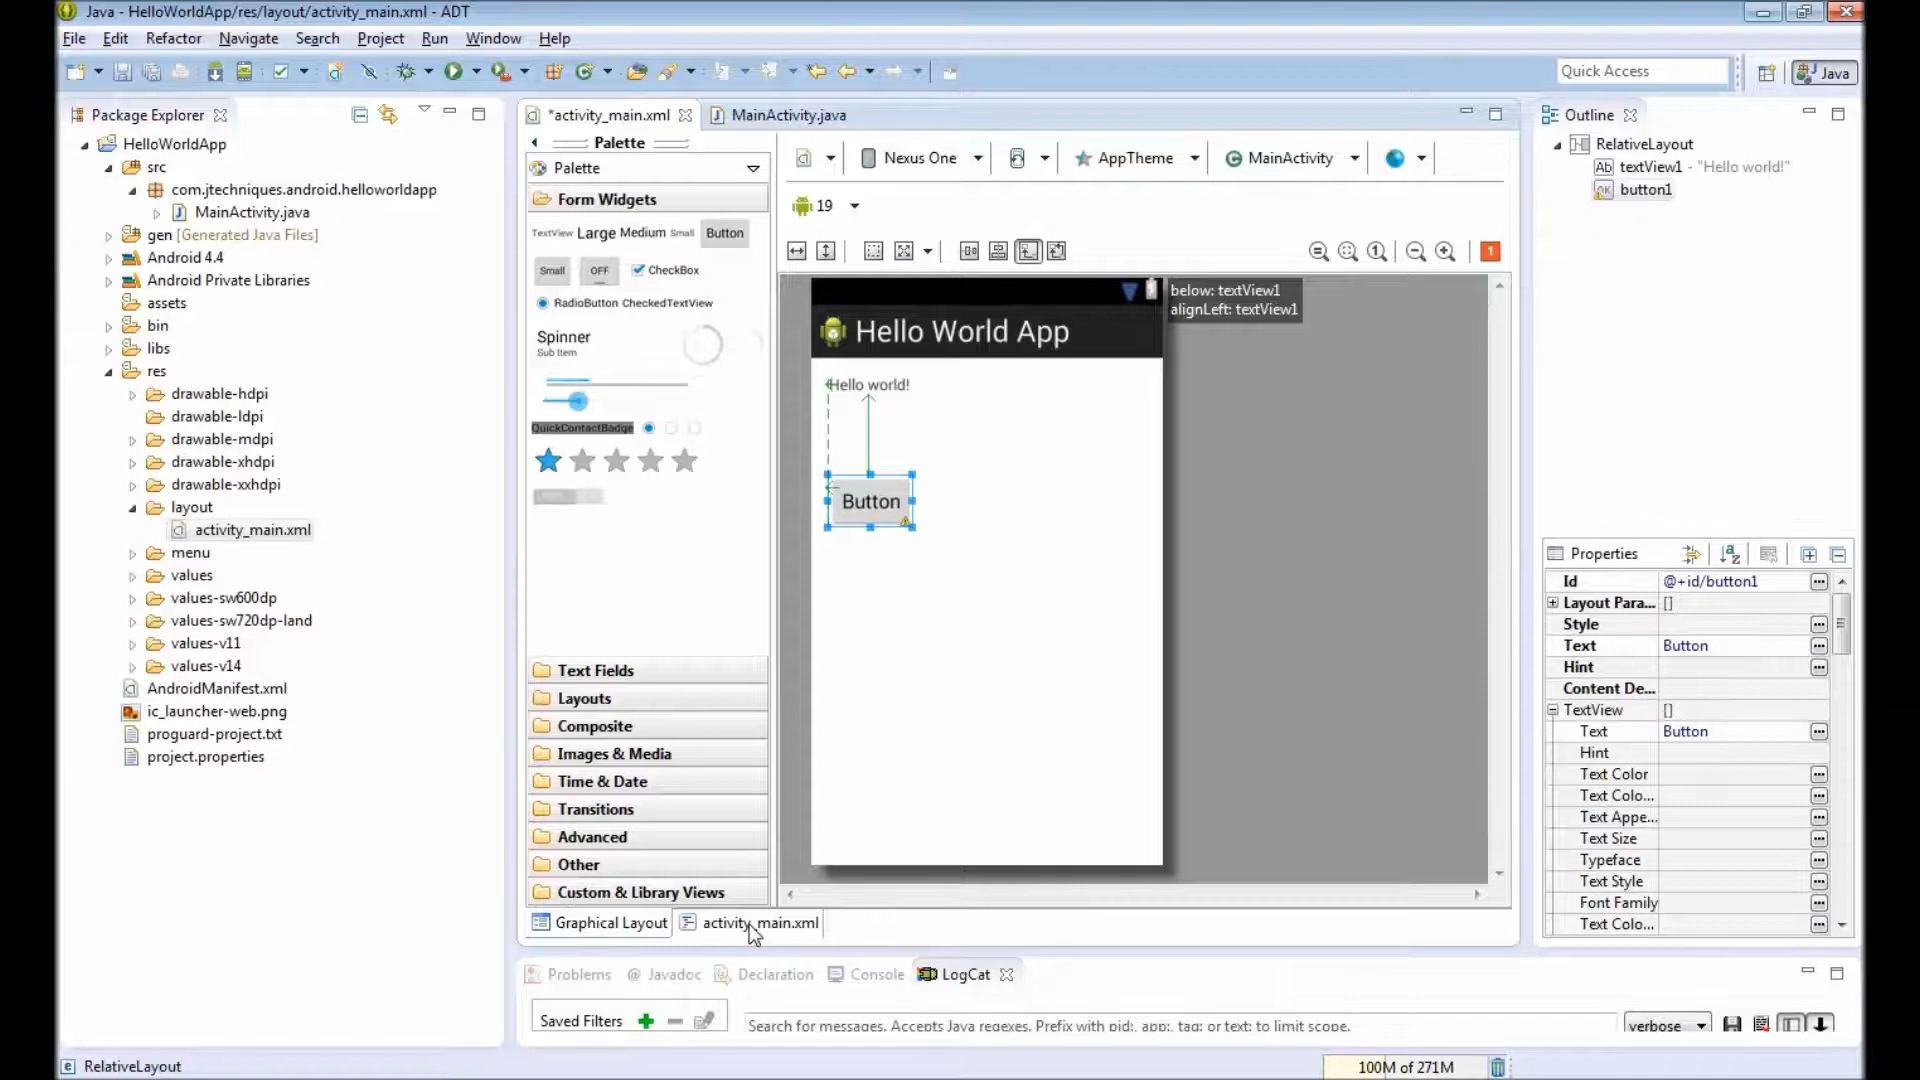 Java - HelloWorldApp/res/layout/activity_main.xml - ADT
File Edit Refactor Navigate Search Project Run Window Help
Quick Access
Java
Package Explorer
HelloWorldApp
src
com.jtechniques.android.helloworldapp
MainActivity.java
gen [Generated Java Files]
Android 4.4
Android Private Libraries
assets
bin
libs
res
drawable-hdpi
drawable-ldpi
drawable-mdpi
drawable-xhdpi
drawable-xxhdpi
layout
activity_main.xml
menu
values
values-sw600dp
values-sw720dp-land
values-v11
values-v14
AndroidManifest.xml
ic_launcher-web.png
proguard-project.txt
project.properties
*activity_main.xml
MainActivity.java
Palette
Palette
Form Widgets
TextView Large Medium Small Button
Small OFF CheckBox
RadioButton CheckedTextView
Spinner
Sub Item
QuickContactBadge
Text Fields
Layouts
Composite
Images & Media
Time & Date
Transitions
Advanced
Other
Custom & Library Views
Nexus One
AppTheme
MainActivity
19
1
1
below: textView1
alignLeft: textView1
Hello World App
Hello world!
Button
Graphical Layout
activity_main.xml
Outline
RelativeLayout
Ab textView1 - "Hello world!"
OK button1
Properties
Id @+id/button1
Layout Para... []
Style
Text Button
Hint
Content De...
TextView []
Text Button
Hint
Text Color
Text Colo...
Text Appe...
Text Size
Typeface
Text Style
Font Family
Text Colo...
Problems @ Javadoc Declaration Console LogCat
Saved Filters
Search for messages. Accepts Java regexes. Prefix with pid:, app:, tag: or text: to limit scope.
verbose
RelativeLayout
100M of 271M